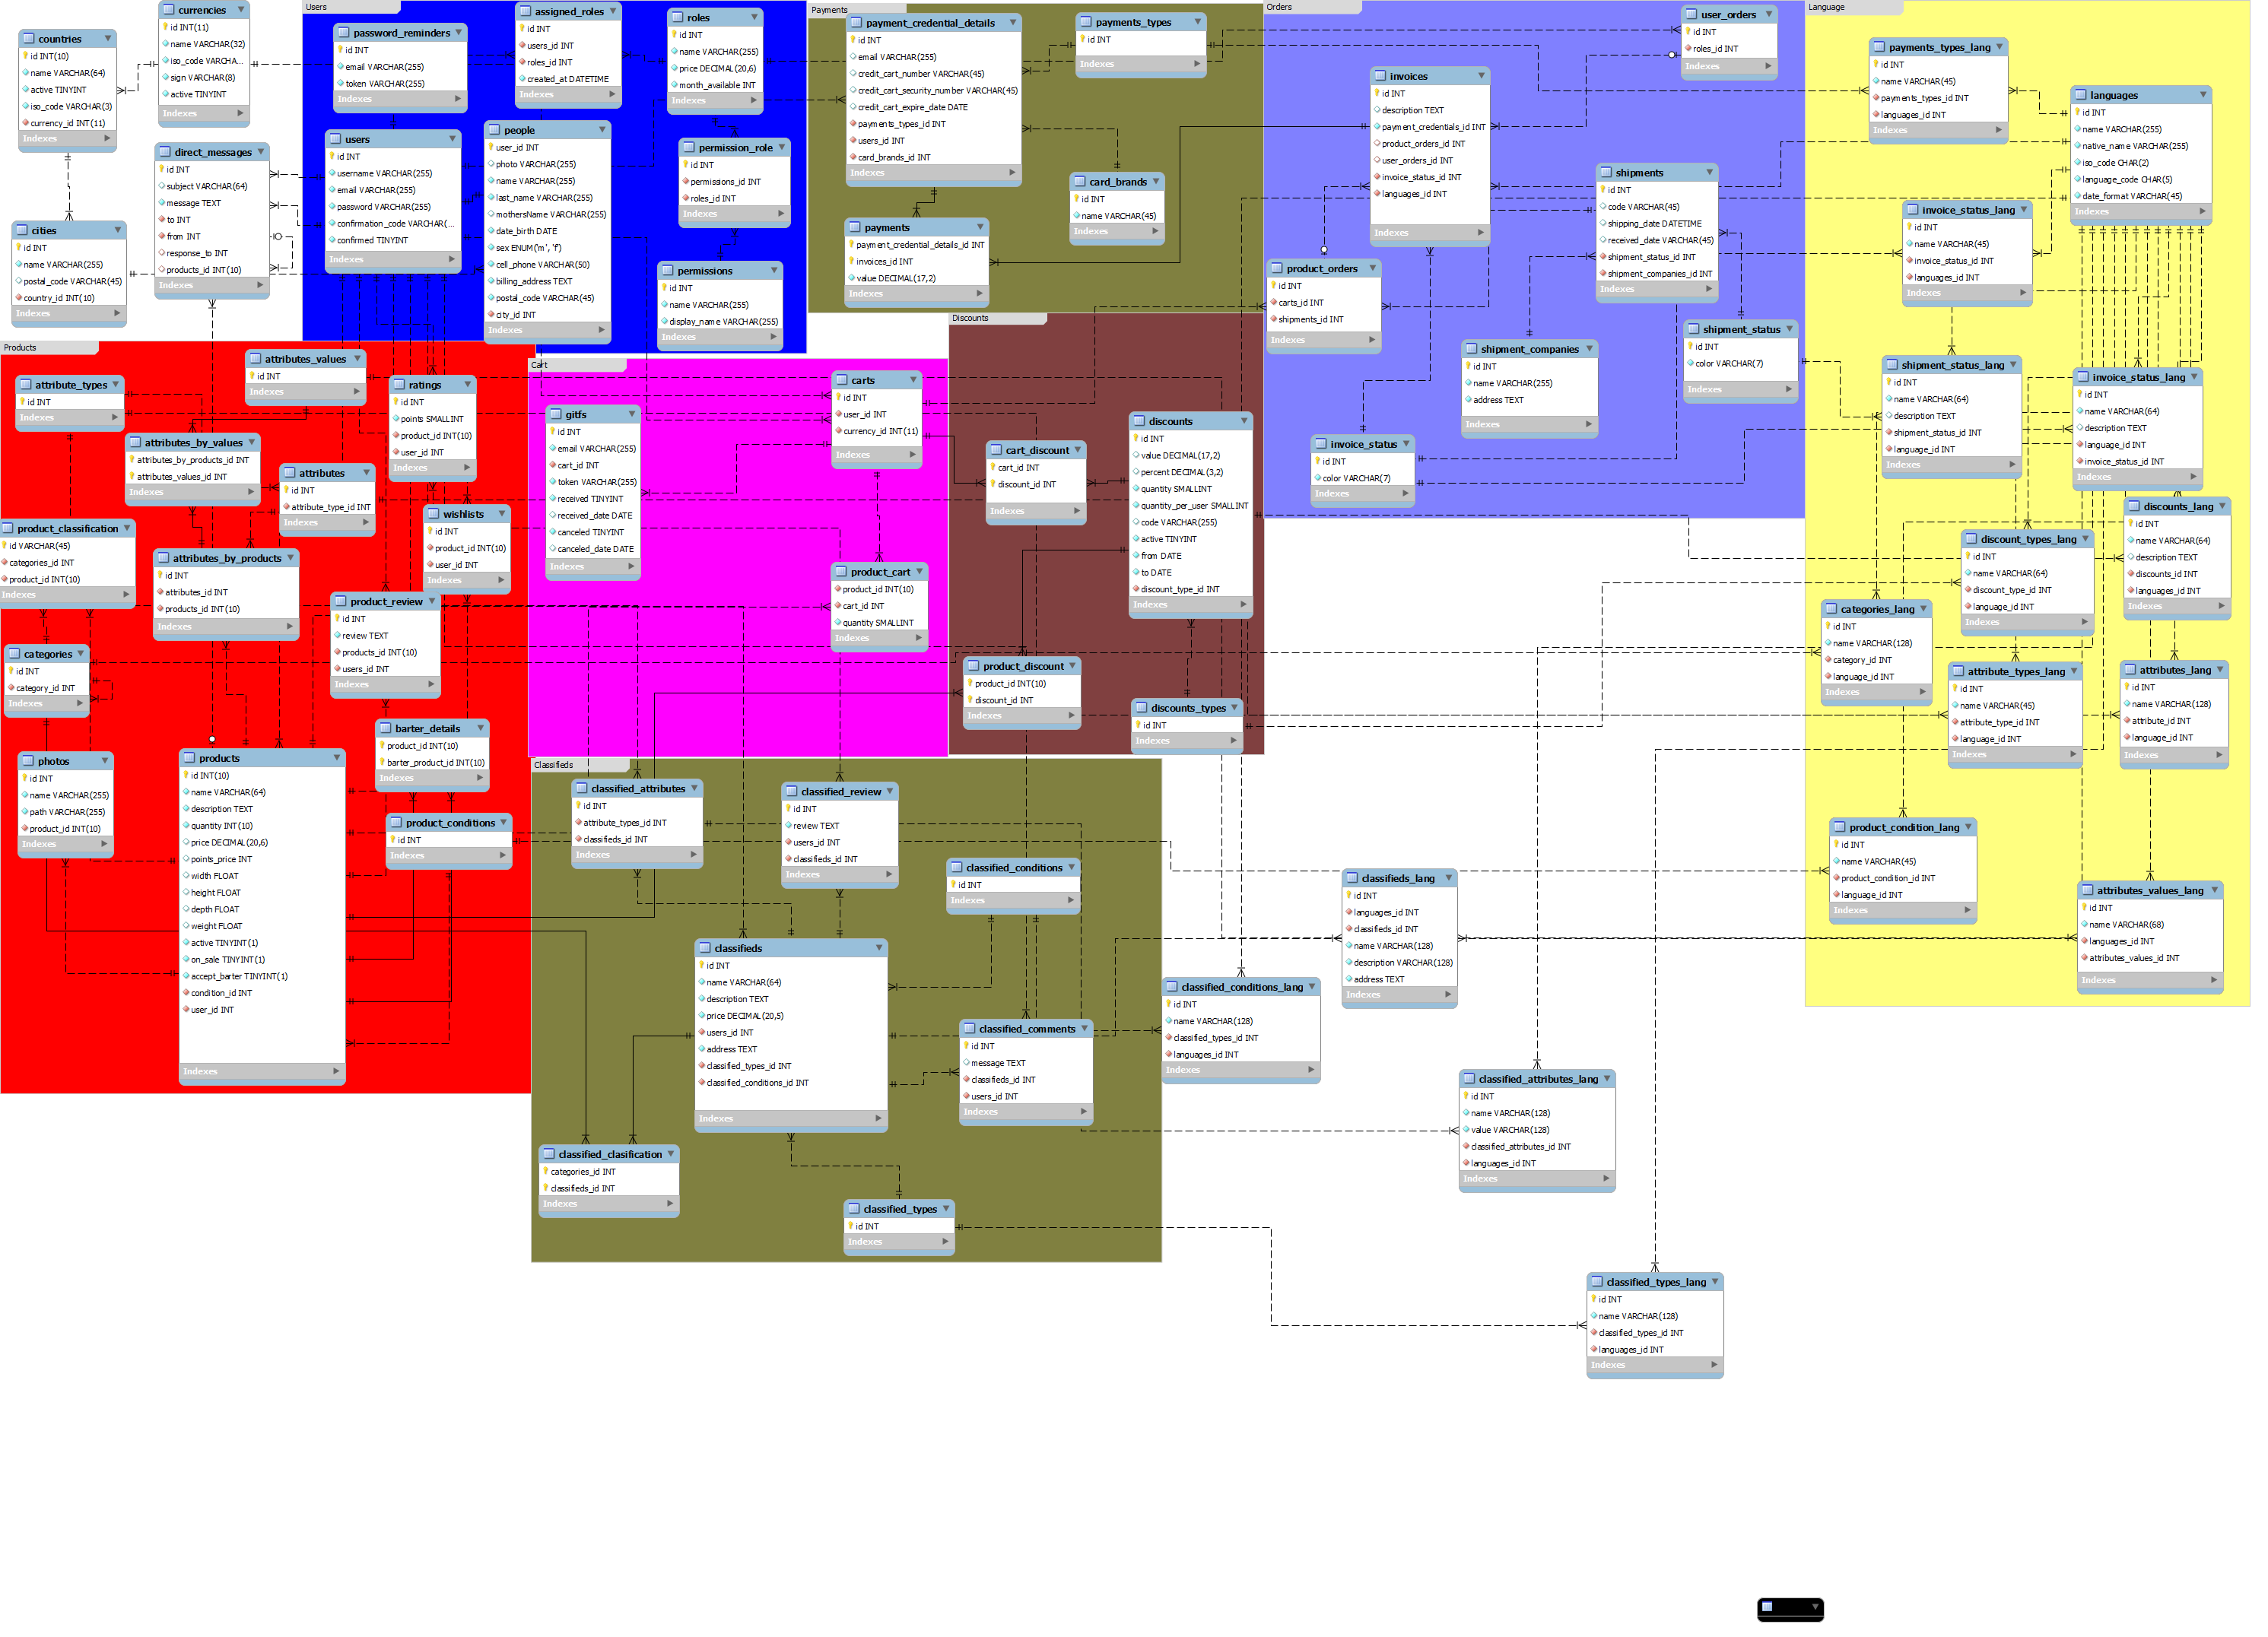 currencies
id INT(11)
name VARCHAR(32)
iso_code VARCHA...
sign VARCHAR(8)
active TINYINT
Indexes
countries
id INT(10)
name VARCHAR(64)
active TINYINT
iso_code VARCHAR(3)
currency_id INT(11)
Indexes
direct_messages
id INT
subject VARCHAR(64)
message TEXT
to INT
from INT
response_to INT
products_id INT(10)
Indexes
cities
id INT
name VARCHAR(255)
postal_code VARCHAR(45)
country_id INT(10)
Indexes
Users
password_reminders
id INT
email VARCHAR(255)
token VARCHAR(255)
Indexes
assigned_roles
id INT
users_id INT
roles_id INT
created_at DATETIME
Indexes
roles
id INT
name VARCHAR(255)
price DECIMAL(20,6)
month_available INT
Indexes
users
id INT
username VARCHAR(255)
email VARCHAR(255)
password VARCHAR(255)
confirmation_code VARCHAR(...
confirmed TINYINT
Indexes
people
user_id INT
photo VARCHAR(255)
name VARCHAR(255)
last_name VARCHAR(255)
mothersName VARCHAR(255)
date_birth DATE
sex ENUM('m', 'f')
cell_phone VARCHAR(50)
billing_address TEXT
postal_code VARCHAR(45)
city_id INT
Indexes
permission_role
id INT
permissions_id INT
roles_id INT
Indexes
permissions
id INT
name VARCHAR(255)
display_name VARCHAR(255)
Indexes
Payments
payment_credential_details
id INT
email VARCHAR(255)
credit_cart_number VARCHAR(45)
credit_cart_security_number VARCHAR(45)
credit_cart_expire_date DATE
payments_types_id INT
users_id INT
card_brands_id INT
Indexes
payments_types
id INT
Indexes
card_brands
id INT
name VARCHAR(45)
Indexes
payments
payment_credential_details_id INT
invoices_id INT
value DECIMAL(17,2)
Indexes
Orders
user_orders
id INT
roles_id INT
Indexes
invoices
id INT
description TEXT
payment_credentials_id INT
product_orders_id INT
user_orders_id INT
invoice_status_id INT
languages_id INT
Indexes
shipments
id INT
code VARCHAR(45)
shipping_date DATETIME
received_date VARCHAR(45)
shipment_status_id INT
shipment_companies_id INT
Indexes
product_orders
id INT
carts_id INT
shipments_id INT
Indexes
shipment_companies
id INT
name VARCHAR(255)
address TEXT
Indexes
shipment_status
id INT
color VARCHAR(7)
Indexes
invoice_status
id INT
color VARCHAR(7)
Indexes
Language
payments_types_lang
id INT
name VARCHAR(45)
payments_types_id INT
languages_id INT
Indexes
languages
id INT
name VARCHAR(255)
native_name VARCHAR(255)
iso_code CHAR(2)
language_code CHAR(5)
date_format VARCHAR(45)
Indexes
invoice_status_lang
id INT
name VARCHAR(45)
invoice_status_id INT
languages_id INT
Indexes
shipment_status_lang
id INT
name VARCHAR(64)
description TEXT
shipment_status_id INT
language_id INT
Indexes
invoice_status_lang
id INT
name VARCHAR(64)
description TEXT
language_id INT
invoice_status_id INT
Indexes
discounts_lang
id INT
name VARCHAR(64)
description TEXT
discounts_id INT
languages_id INT
Indexes
discount_types_lang
id INT
name VARCHAR(64)
discount_type_id INT
language_id INT
Indexes
categories_lang
id INT
name VARCHAR(128)
category_id INT
language_id INT
Indexes
attribute_types_lang
id INT
name VARCHAR(45)
attribute_type_id INT
language_id INT
Indexes
attributes_lang
id INT
name VARCHAR(128)
attribute_id INT
language_id INT
Indexes
product_condition_lang
id INT
name VARCHAR(45)
product_condition_id INT
language_id INT
Indexes
attributes_values_lang
id INT
name VARCHAR(68)
languages_id INT
attributes_values_id INT
Indexes
Products
attributes_values
id INT
Indexes
attribute_types
id INT
Indexes
ratings
id INT
points SMALLINT
product_id INT(10)
user_id INT
Indexes
attributes_by_values
attributes_by_products_id INT
attributes_values_id INT
Indexes
attributes
id INT
attribute_type_id INT
Indexes
wishlists
id INT
product_id INT(10)
user_id INT
Indexes
product_classification
id VARCHAR(45)
categories_id INT
product_id INT(10)
Indexes
attributes_by_products
id INT
attributes_id INT
products_id INT(10)
Indexes
product_review
id INT
review TEXT
products_id INT(10)
users_id INT
Indexes
categories
id INT
category_id INT
Indexes
barter_details
product_id INT(10)
barter_product_id INT(10)
Indexes
photos
id INT
name VARCHAR(255)
path VARCHAR(255)
product_id INT(10)
Indexes
products
id INT(10)
name VARCHAR(64)
description TEXT
quantity INT(10)
price DECIMAL(20,6)
points_price INT
width FLOAT
height FLOAT
depth FLOAT
weight FLOAT
active TINYINT(1)
on_sale TINYINT(1)
accept_barter TINYINT(1)
condition_id INT
user_id INT
Indexes
product_conditions
id INT
Indexes
Cart
gitfs
id INT
email VARCHAR(255)
cart_id INT
token VARCHAR(255)
received TINYINT
received_date DATE
canceled TINYINT
canceled_date DATE
Indexes
carts
id INT
user_id INT
currency_id INT(11)
Indexes
product_cart
product_id INT(10)
cart_id INT
quantity SMALLINT
Indexes
Discounts
cart_discount
cart_id INT
discount_id INT
Indexes
discounts
id INT
value DECIMAL(17,2)
percent DECIMAL(3,2)
quantity SMALLINT
quantity_per_user SMALLINT
code VARCHAR(255)
active TINYINT
from DATE
to DATE
discount_type_id INT
Indexes
product_discount
product_id INT(10)
discount_id INT
Indexes
discounts_types
id INT
Indexes
Classifieds
classified_attributes
id INT
attribute_types_id INT
classifieds_id INT
Indexes
classified_review
id INT
review TEXT
users_id INT
classifieds_id INT
Indexes
classified_conditions
id INT
Indexes
classifieds
id INT
name VARCHAR(64)
description TEXT
price DECIMAL(20,5)
users_id INT
address TEXT
classified_types_id INT
classified_conditions_id INT
Indexes
classified_comments
id INT
message TEXT
classifieds_id INT
users_id INT
Indexes
classified_clasification
categories_id INT
classifieds_id INT
Indexes
classified_types
id INT
Indexes
classifieds_lang
id INT
languages_id INT
classifieds_id INT
name VARCHAR(128)
description VARCHAR(128)
address TEXT
Indexes
classified_conditions_lang
id INT
name VARCHAR(128)
classified_types_id INT
languages_id INT
Indexes
classified_attributes_lang
id INT
name VARCHAR(128)
value VARCHAR(128)
classified_attributes_id INT
languages_id INT
Indexes
classified_types_lang
id INT
name VARCHAR(128)
classified_types_id INT
languages_id INT
Indexes